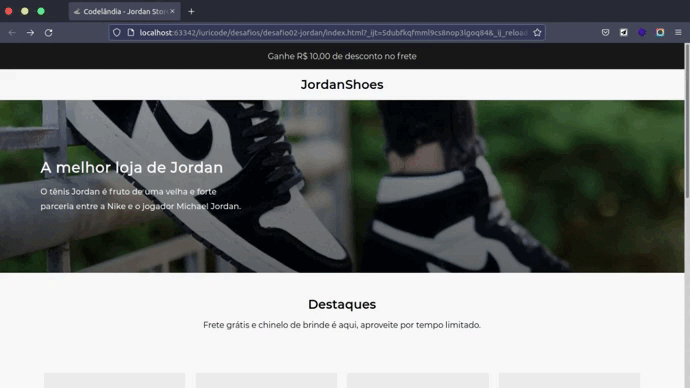 Codelândia - Jordan Stor
localhost:63342/iuricode/desafios/desafio02-jordan/index.html?_ijt=
Ganhe R$ 10,00 de desconto no frete
JordanShoes
A melhor loja de Jordan
O tênis Jordan é fruto de uma velha e forte
parceria entre a Nike e o jogador Michael Jordan.
Destaques
Frete grátis e chinelo de brinde é aqui, aproveite por tempo limitado.